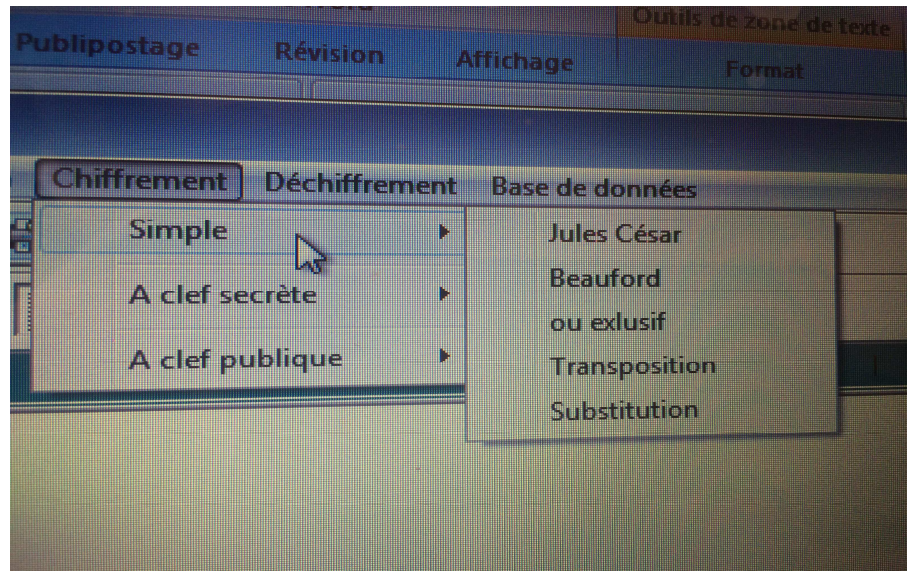 Outils de zone de texte
Publipostage Révision Affichage Format
Chiffrement Déchiffrement Base de données
Simple
A clef secrète
A clef publique
Jules César
Beauford
ou exlusif
Transposition
Substitution